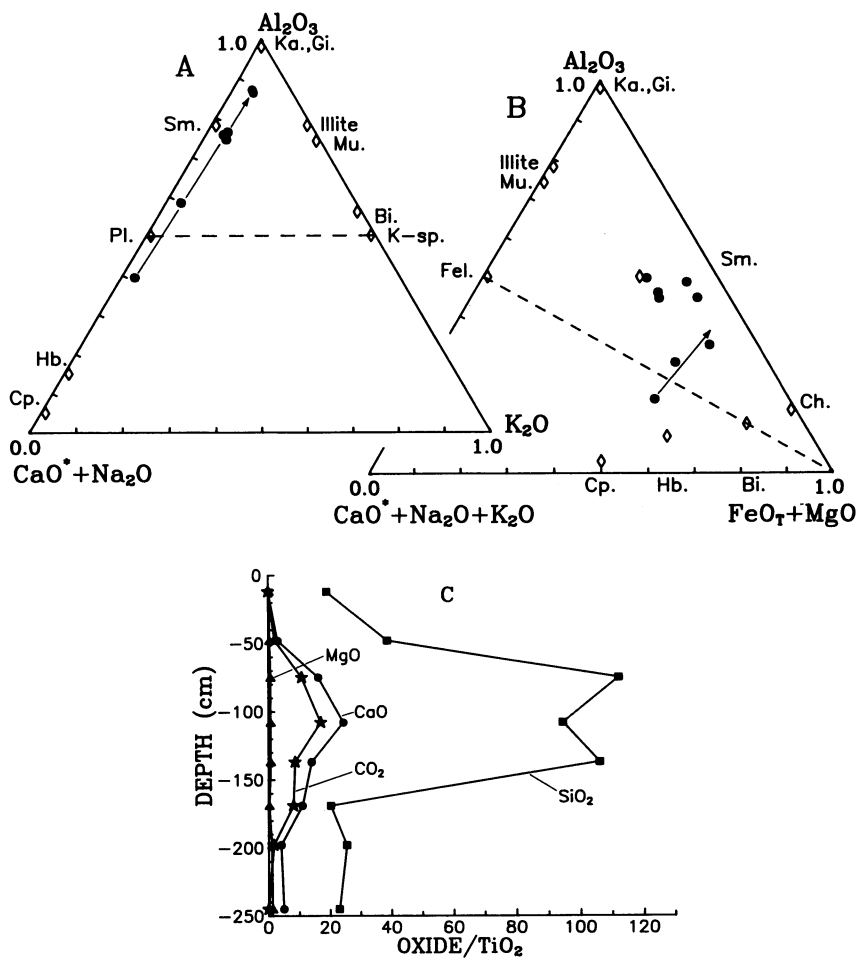 A
Al₂O₃
1.0 Ka.,Gi.
Sm.
Illite
Mu.
Pl.
Bi.
K-sp.
Hb.
Cp.
0.0
1.0
K₂O
CaO*+Na₂O
B
Al₂O₃
1.0 Ka.,Gi.
Illite
Mu.
Fel.
Sm.
Ch.
0.0
Cp. Hb. Bi. 1.0
CaO*+Na₂O+K₂O
FeO_T+MgO
C
0
−50
−100
−150
−200
−250
DEPTH (cm)
MgO
CaO
CO₂
SiO₂
0 20 40 60 80 100 120
OXIDE/TiO₂